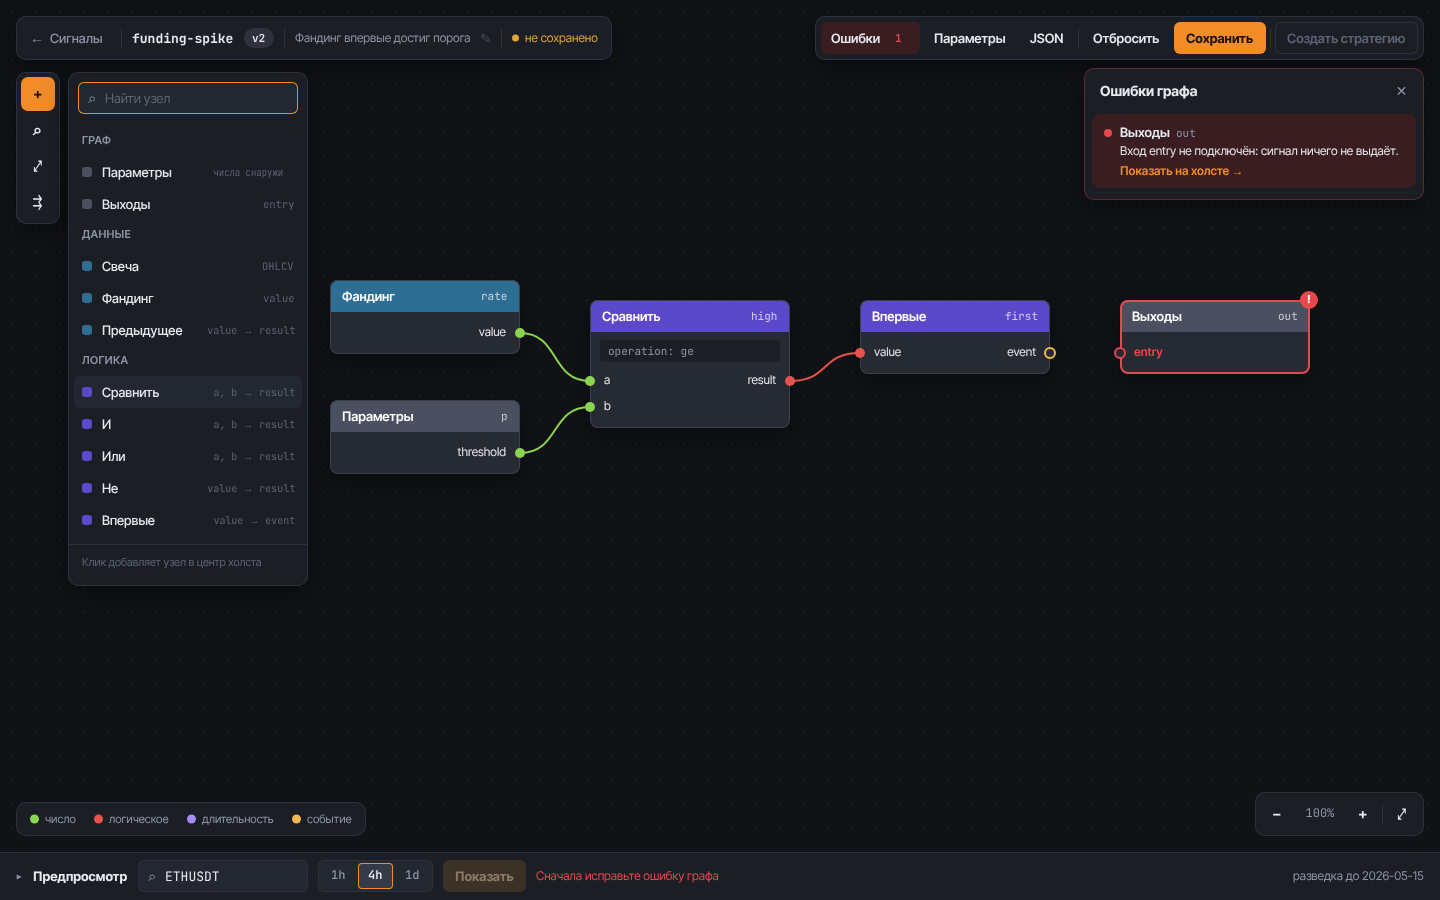 ← Сигналы funding-spike v2 Фандинг впервые достиг порога ✎ не сохранено
Ошибки 1 Параметры JSON Отбросить Сохранить Создать стратегию
+
Найти узел
ГРАФ
Параметры числа снаружи
Выходы entry
ДАННЫЕ
Свеча OHLCV
Фандинг value
Предыдущее value → result
ЛОГИКА
Сравнить a, b → result
И a, b → result
Или a, b → result
Не value → result
Впервые value → event
Клик добавляет узел в центр холста
Ошибки графа ×
Выходы out
Вход entry не подключён: сигнал ничего не выдаёт.
Показать на холсте →
Фандинг rate
value
Параметры p
threshold
Сравнить high
operation: ge
a result
b
Впервые first
value event
!
Выходы out
entry
число логическое длительность событие
− 100% +
▸ Предпросмотр ETHUSDT 1h 4h 1d Показать Сначала исправьте ошибку графа разведка до 2026-05-15